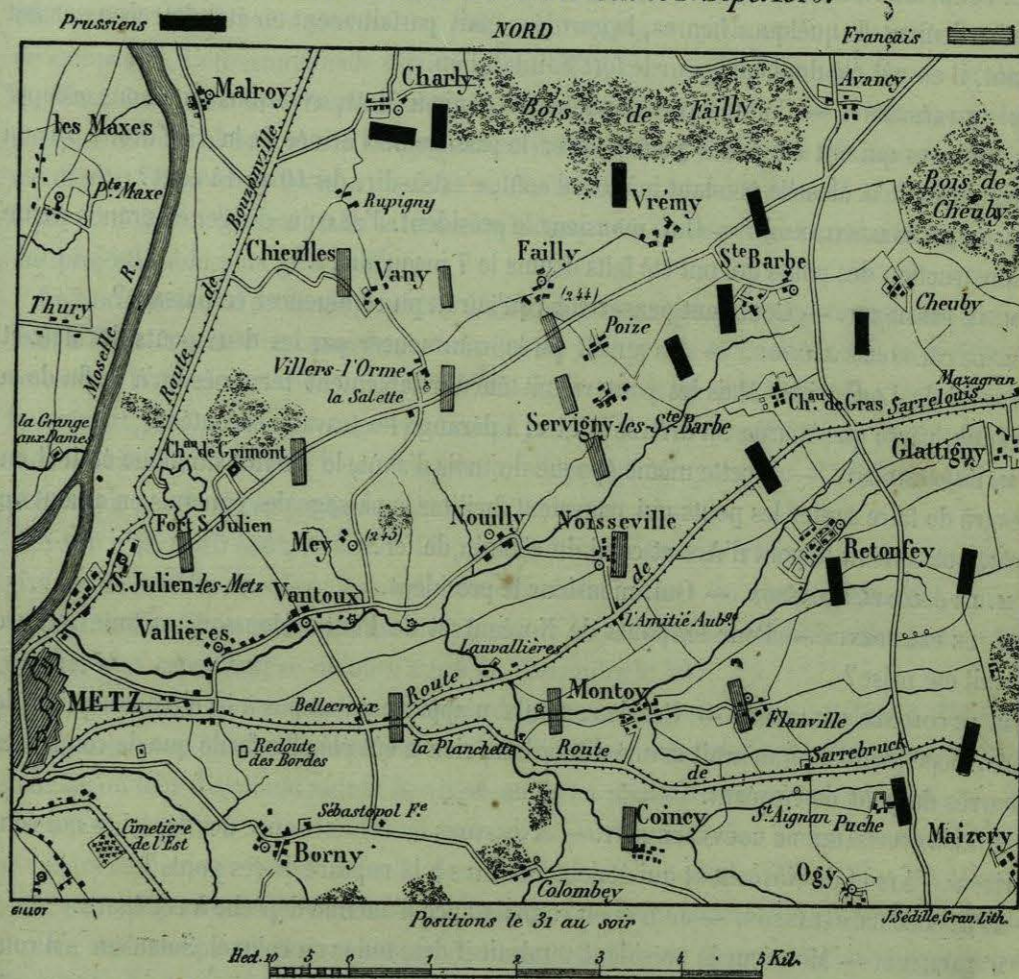 Prussiens
NORD
Français
Malroy
Charly
Avancy
les Maxes
Bois de Failly
Pte Maxe
Rupigny
Vrémy
Bois de Cheuby
Route de Bouzonville
Chieulles
Vany
Failly
Ste Barbe
(244)
Cheuby
Thury
Moselle R.
Poize
Villers-l'Orme
la Salette
Mazagran
Chau de Gras
Sarrelouis
Servigny-les-Ste Barbe
la Grange
aux Dames
Chau de Grimont
Glattigny
Fort S. Julien
Mey
(243)
Nouilly
Noisseville
Retonfey
S. Julien-les-Metz
Vantoux
de
l'Amitié Aubge
Vallières
Lauvallières
METZ
Bellecroix
Route
Montoy
Flanville
la Planchette
Route de Sarrebruck
Redoute
des Bordes
Sébastopol Fe
Coincy
St Aignan
Puche
Maizery
Cimetière
de l'Est
Borny
Colombey
Ogy
GILLOT
Positions le 31 au soir
J. Sédille, Grav. Lith.
Hect. 10 5 0 1 2 3 4 5 Kil.